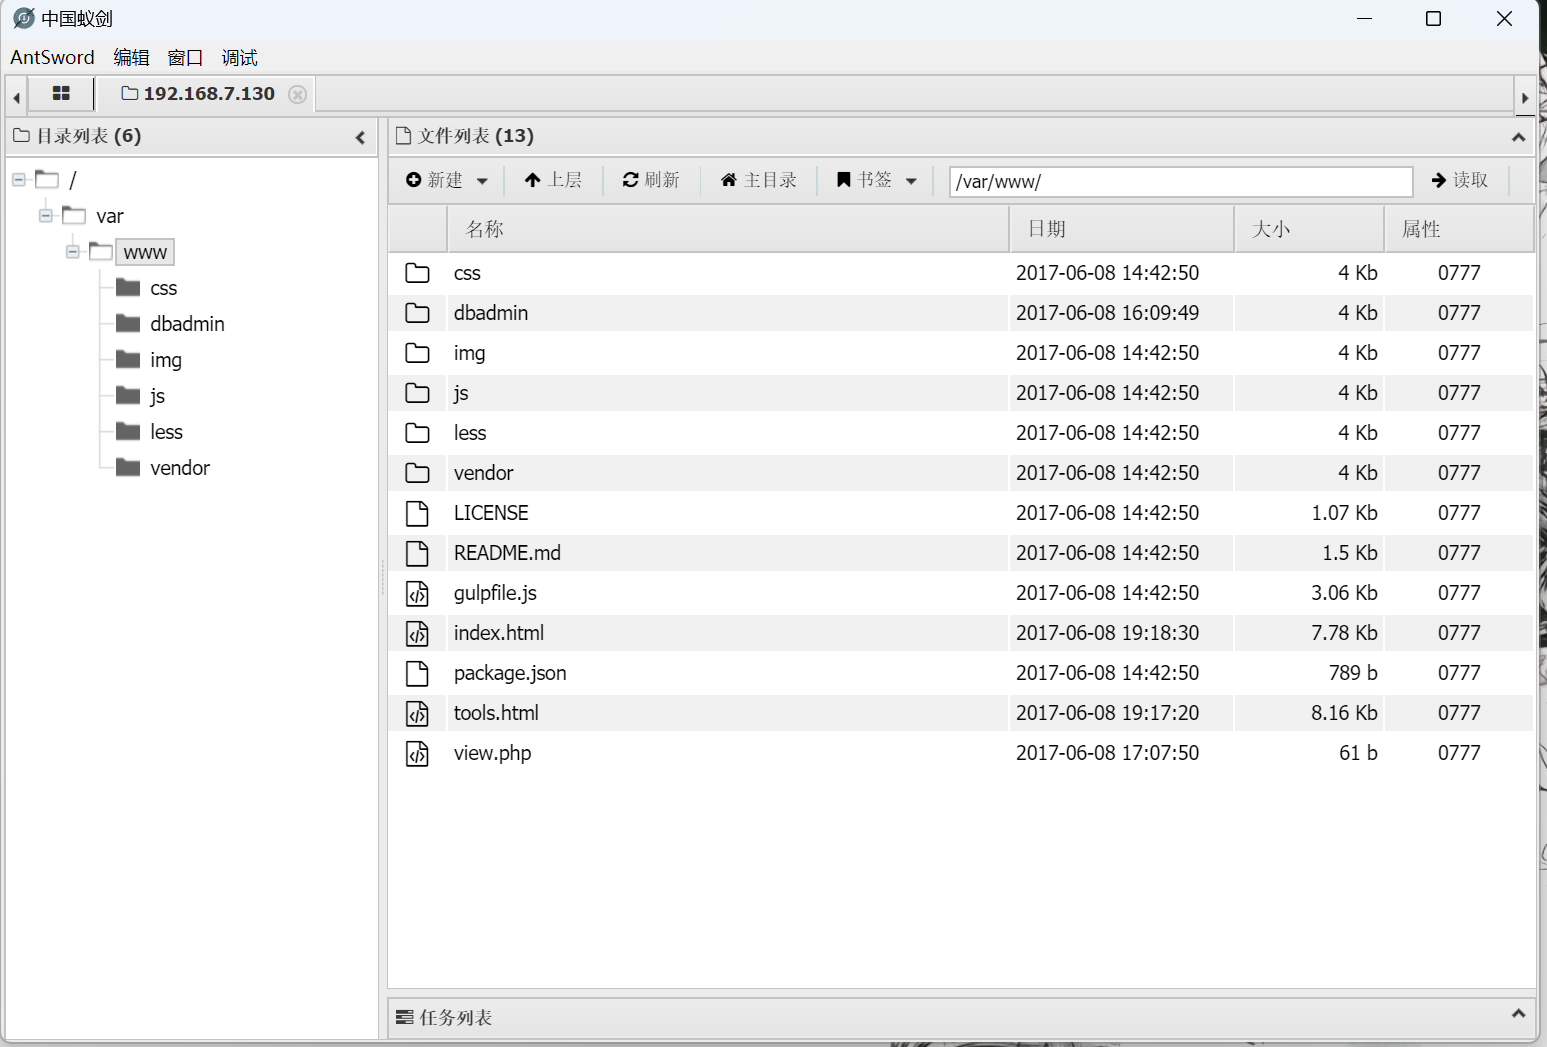 中国蚁剑
AntSword 编辑 窗口 调试
192.168.7.130
目录列表 (6)
/
var
www
css
dbadmin
img
js
less
vendor
文件列表 (13)
新建 上层 刷新 主目录 书签 /var/www/ 读取
名称 日期 大小 属性
css 2017-06-08 14:42:50 4 Kb 0777
dbadmin 2017-06-08 16:09:49 4 Kb 0777
img 2017-06-08 14:42:50 4 Kb 0777
js 2017-06-08 14:42:50 4 Kb 0777
less 2017-06-08 14:42:50 4 Kb 0777
vendor 2017-06-08 14:42:50 4 Kb 0777
LICENSE 2017-06-08 14:42:50 1.07 Kb 0777
README.md 2017-06-08 14:42:50 1.5 Kb 0777
gulpfile.js 2017-06-08 14:42:50 3.06 Kb 0777
index.html 2017-06-08 19:18:30 7.78 Kb 0777
package.json 2017-06-08 14:42:50 789 b 0777
tools.html 2017-06-08 19:17:20 8.16 Kb 0777
view.php 2017-06-08 17:07:50 61 b 0777
任务列表